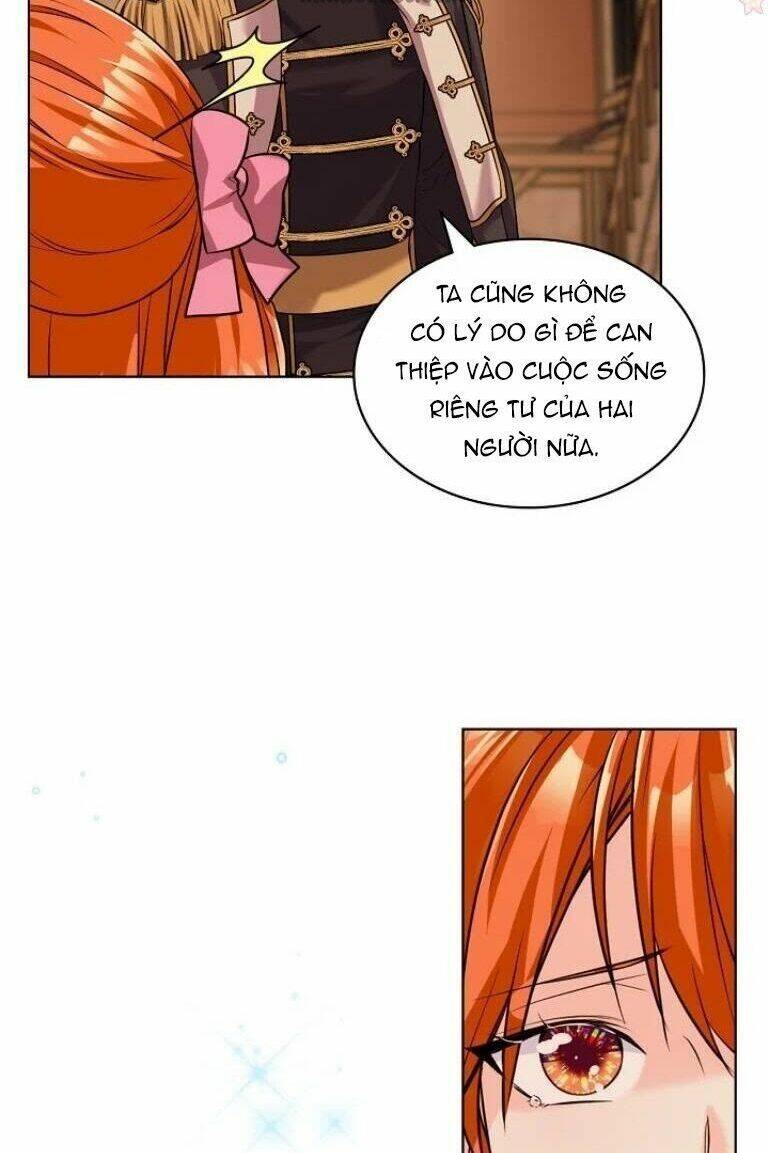 TA CŨNG KHÔNG
CÓ LÝ DO GÌ ĐỂ CAN
THIỆP VÀO CUỘC SỐNG
RIÊNG TƯ CỦA HAI
NGƯỜI NỮA.